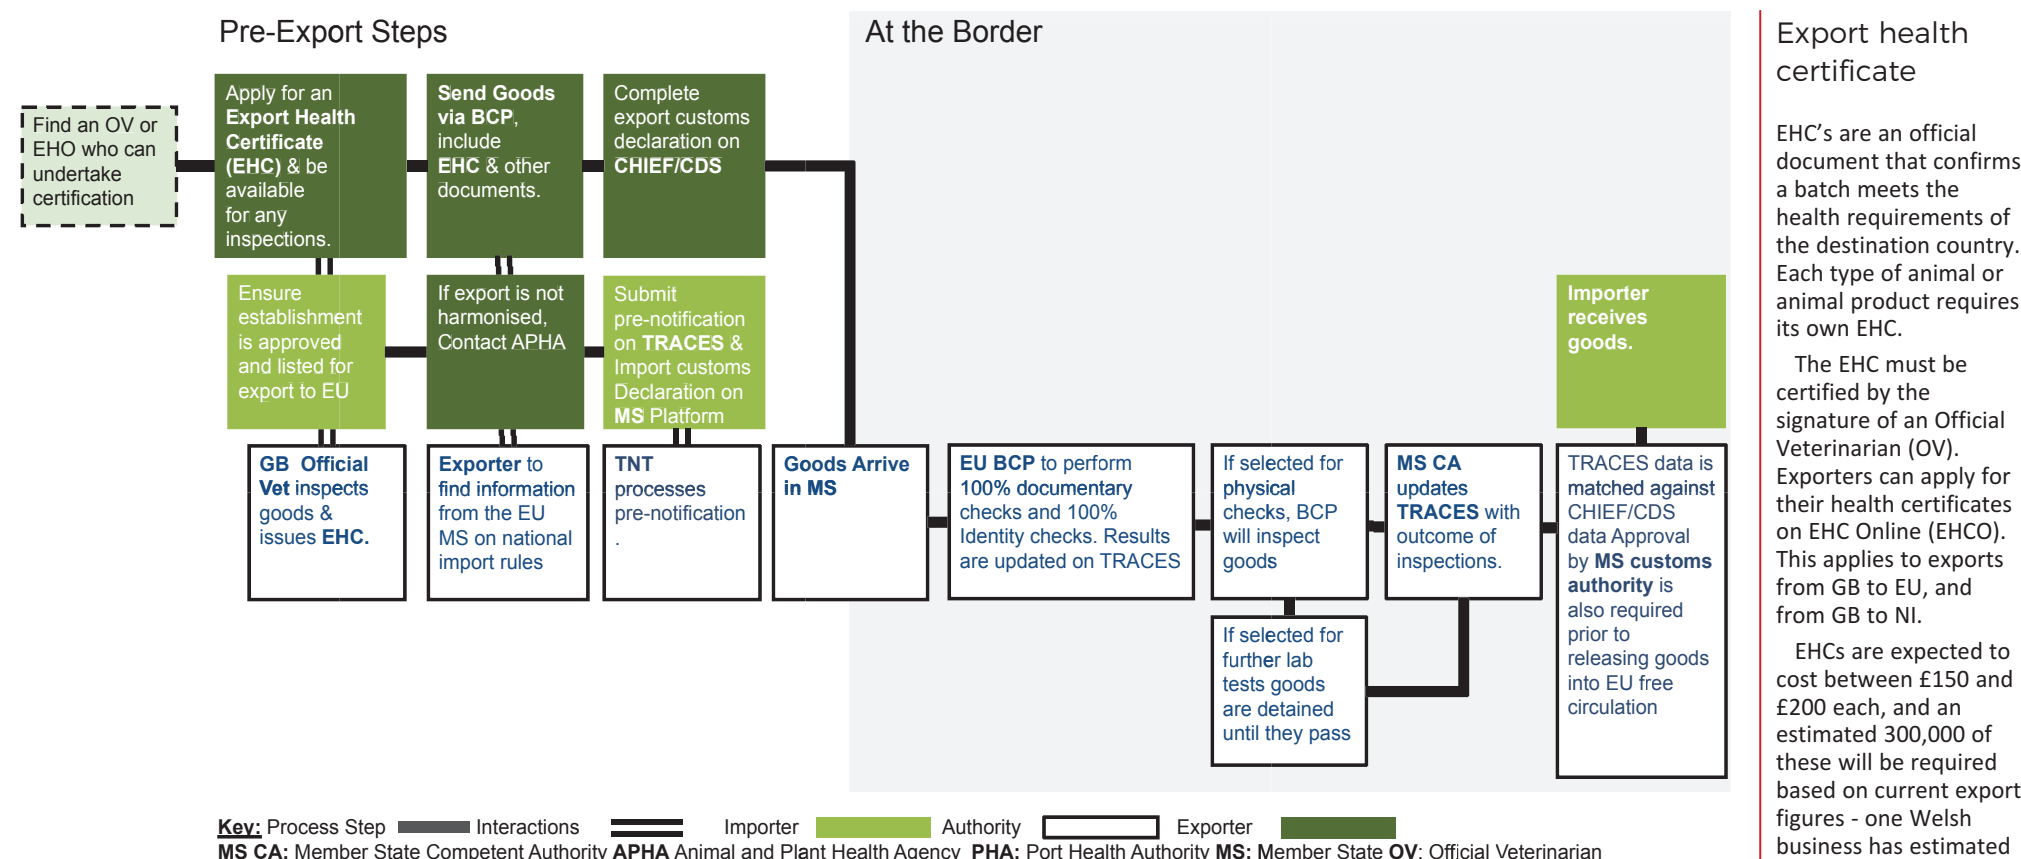 Pre-Export Steps
At the Border
Find an OV or
EHO who can
undertake
certification
Apply for an
Export Health
Certificate
(EHC) & be
available
for any
inspections.
Send Goods
via BCP,
include
EHC & other
documents.
Complete
export customs
declaration on
CHIEF/CDS
Ensure
establishment
is approved
and listed for
export to EU
If export is not
harmonised,
Contact APHA
Submit
pre-notification
on TRACES &
Import customs
Declaration on
MS Platform
Importer
receives
goods.
GB Official
Vet inspects
goods &
issues EHC.
Exporter to
find information
from the EU
MS on national
import rules
TNT
processes
pre-notification
.
Goods Arrive
in MS
EU BCP to perform
100% documentary
checks and 100%
Identity checks. Results
are updated on TRACES
If selected for
physical
checks, BCP
will inspect
goods
MS CA
updates
TRACES with
outcome of
inspections.
TRACES data is
matched against
CHIEF/CDS
data Approval
by MS customs
authority is
also required
prior to
releasing goods
into EU free
circulation
If selected for
further lab
tests goods
are detained
until they pass
Key: Process Step Interactions Importer Authority Exporter
MS CA: Member State Competent Authority APHA Animal and Plant Health Agency PHA: Port Health Authority MS: Member State OV: Official Veterinarian
Export health
certificate
EHC’s are an official
document that confirms
a batch meets the
health requirements of
the destination country.
Each type of animal or
animal product requires
its own EHC.
The EHC must be
certified by the
signature of an Official
Veterinarian (OV).
Exporters can apply for
their health certificates
on EHC Online (EHCO).
This applies to exports
from GB to EU, and
from GB to NI.
EHCs are expected to
cost between £150 and
£200 each, and an
estimated 300,000 of
these will be required
based on current export
figures - one Welsh
business has estimated